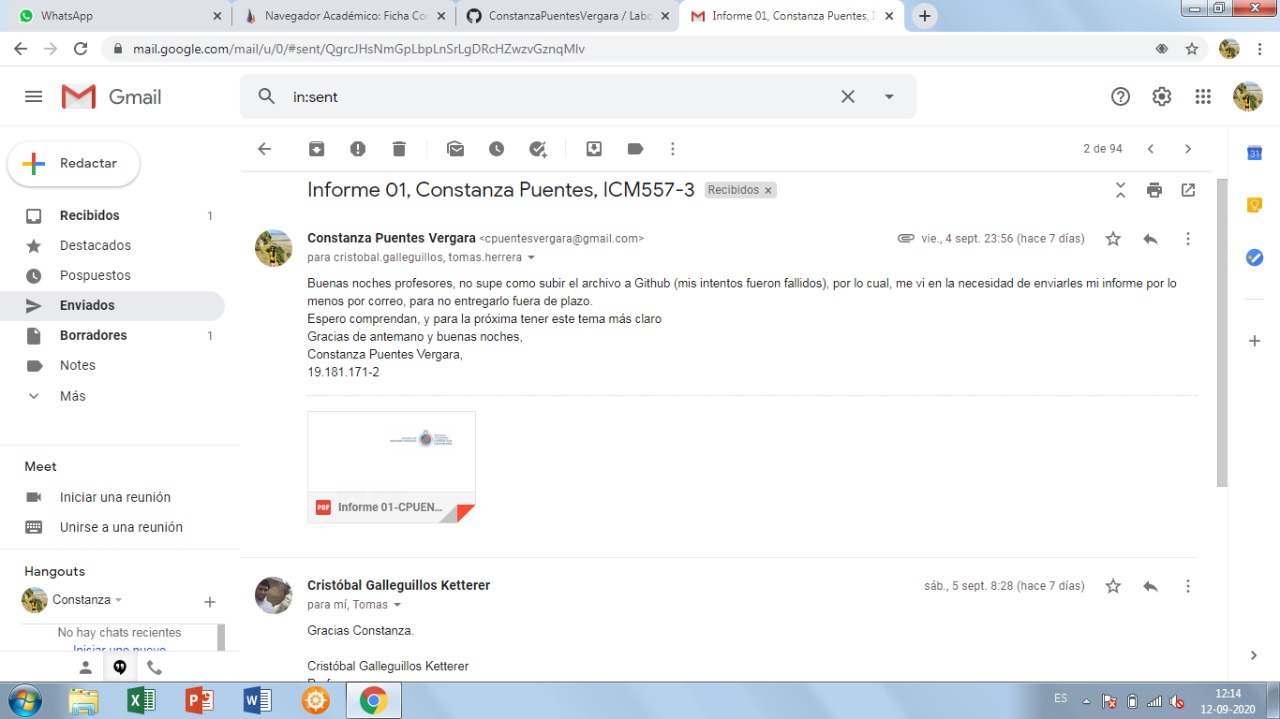 WhatsApp
Navegador Académico: Ficha Co
ConstanzaPuentesVergara / Labo
Informe 01, Constanza Puentes, I
mail.google.com/mail/u/0/#sent/QgrcJHsNmGpLbpLnSrLgDRcHZwzvGznqMlv
Gmail
in:sent
Redactar
2 de 94
Recibidos 1
Destacados
Pospuestos
Enviados
Borradores 1
Notes
Más
Meet
Iniciar una reunión
Unirse a una reunión
Hangouts
Constanza
No hay chats recientes
Iniciar uno nuevo
Informe 01, Constanza Puentes, ICM557-3 Recibidos x
Constanza Puentes Vergara <cpuentesvergara@gmail.com> vie., 4 sept. 23:56 (hace 7 días)
para cristobal.galleguillos, tomas.herrera
Buenas noches profesores, no supe como subir el archivo a Github (mis intentos fueron fallidos), por lo cual, me vi en la necesidad de enviarles mi informe por lo
menos por correo, para no entregarlo fuera de plazo.
Espero comprendan, y para la próxima tener este tema más claro
Gracias de antemano y buenas noches,
Constanza Puentes Vergara,
19.181.171-2
PDF Informe 01-CPUEN...
Cristóbal Galleguillos Ketterer sáb., 5 sept. 8:28 (hace 7 días)
para mí, Tomas
Gracias Constanza.
Cristóbal Galleguillos Ketterer
31
ES
12:14
12-09-2020